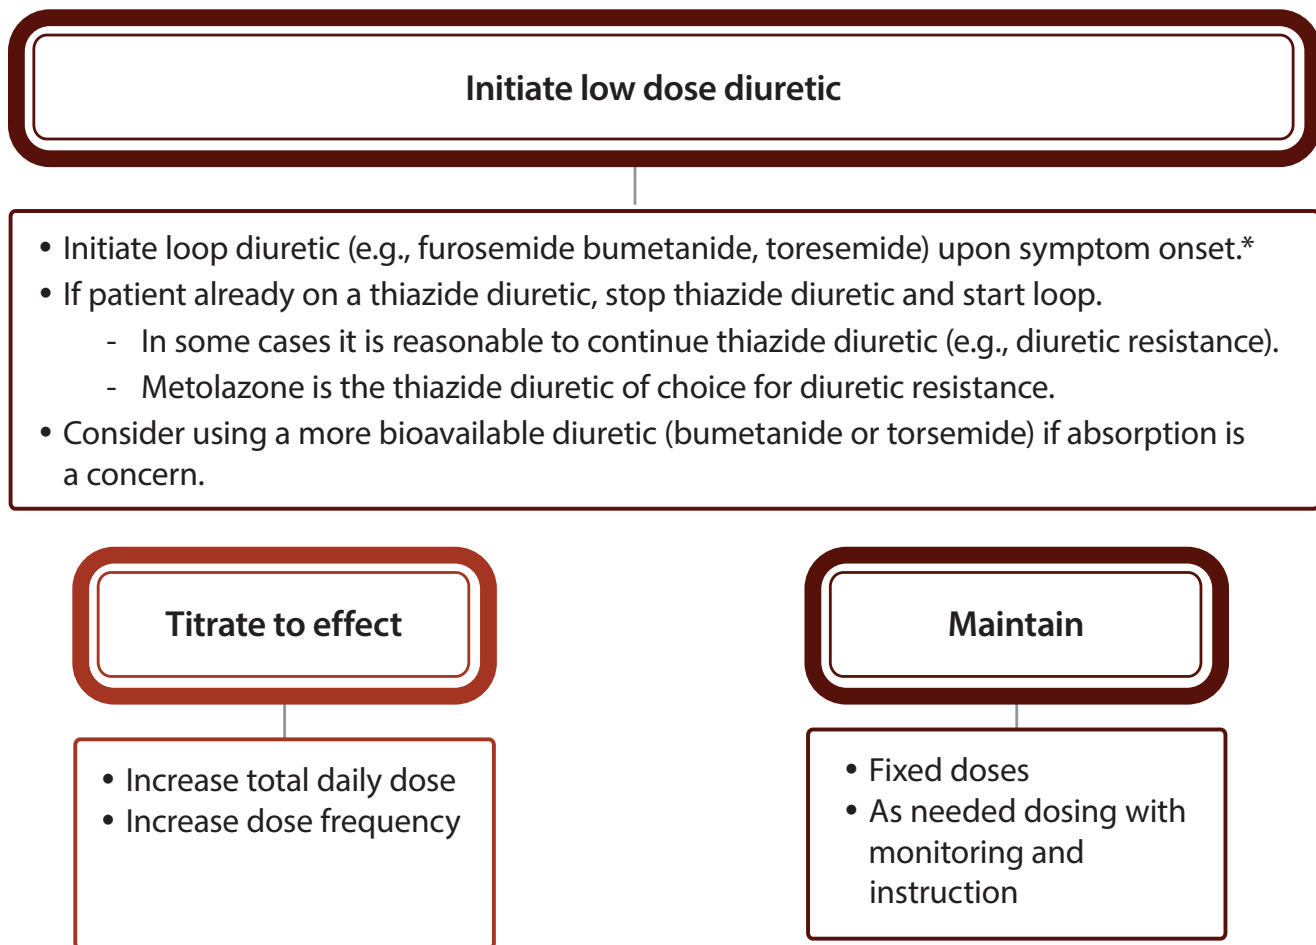 Initiate low dose diuretic
• Initiate loop diuretic (e.g., furosemide bumetanide, toresemide) upon symptom onset.*
• If patient already on a thiazide diuretic, stop thiazide diuretic and start loop.
- In some cases it is reasonable to continue thiazide diuretic (e.g., diuretic resistance).
- Metolazone is the thiazide diuretic of choice for diuretic resistance.
• Consider using a more bioavailable diuretic (bumetanide or torsemide) if absorption is
a concern.
Titrate to effect
• Increase total daily dose
• Increase dose frequency
Maintain
• Fixed doses
• As needed dosing with
monitoring and
instruction